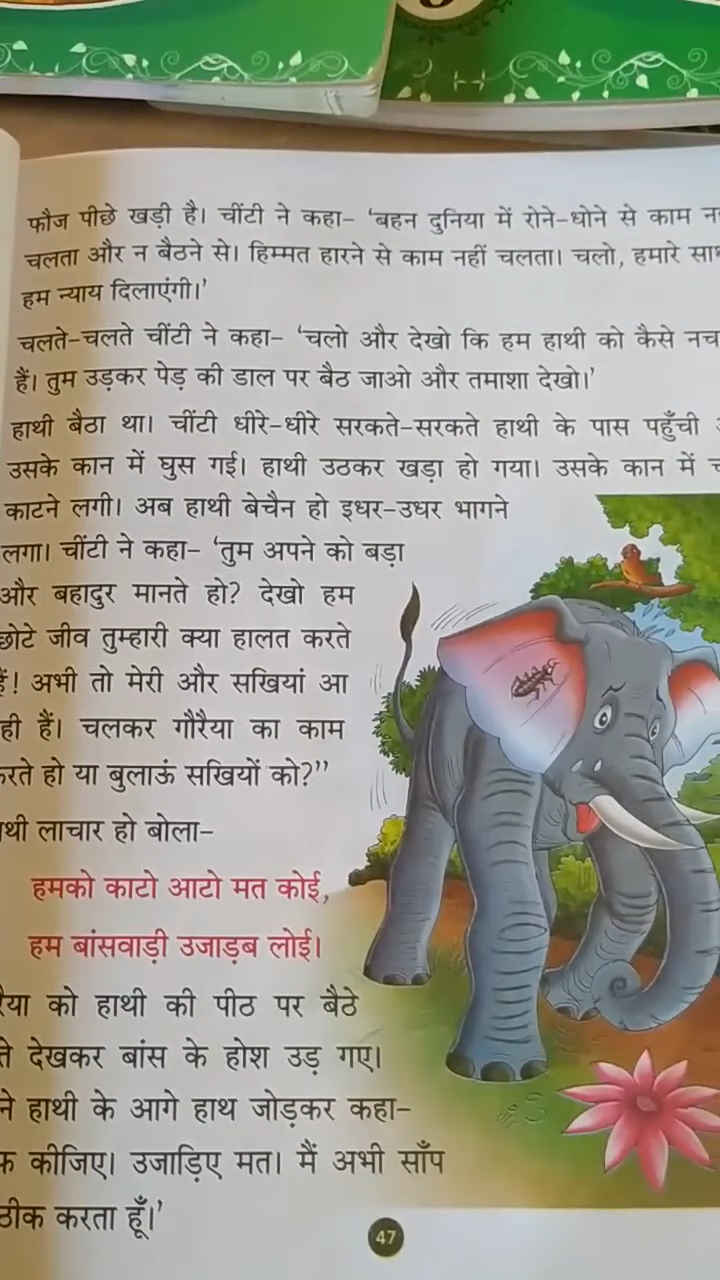 फौज पीछे खड़ी है। चींटी ने कहा– ‘बहन दुनिया में रोने-धोने से काम
चलता और न बैठने से। हिम्मत हारने से काम नहीं चलता। चलो, हमारे
हम न्याय दिलाएंगी।’
चलते-चलते चींटी ने कहा– ‘चलो और देखो कि हम हाथी को कैसे
हैं। तुम उड़कर पेड़ की डाल पर बैठ जाओ और तमाशा देखो।’
हाथी बैठा था। चींटी धीरे-धीरे सरकते-सरकते हाथी के पास पहुँची
उसके कान में घुस गई। हाथी उठकर खड़ा हो गया। उसके कान में
काटने लगी। अब हाथी बेचैन हो इधर-उधर भागने
लगा। चींटी ने कहा– ‘तुम अपने को बड़ा
और बहादुर मानते हो? देखो हम
छोटे जीव तुम्हारी क्या हालत करते
हैं! अभी तो मेरी और सखियां आ
ही हैं। चलकर गौरैया का काम
करते हो या बुलाऊं सखियों को?”
लाचार हो बोला–
हमको काटो आटो मत कोई,
हम बांसवाड़ी उजाड़ब लोई।
को हाथी की पीठ पर बैठे
देखकर बांस के होश उड़ गए।
ने हाथी के आगे हाथ जोड़कर कहा–
कीजिए। उजाड़िए मत। मैं अभी साँप
ठीक करता हूँ।’
47